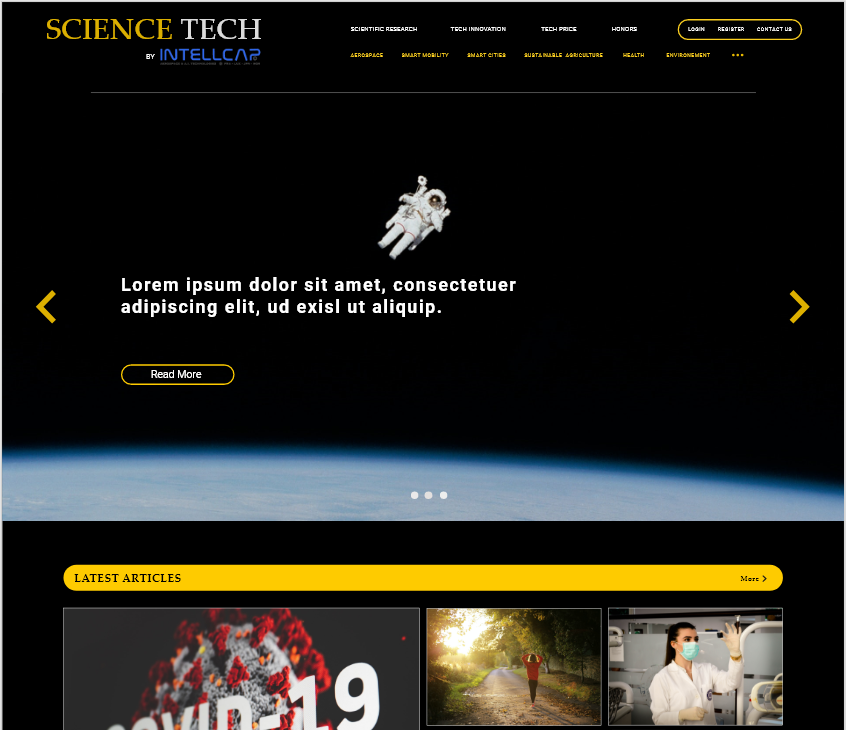 SCIENCE TECH
BY INTELLCAP
SCIENTIFIC RESEARCH TECH INNOVATION TECH PRICE HONORS
LOGIN REGISTER CONTACT US
AEROSPACE SMART MOBILITY SMART CITIES SUSTAINABLE AGRICULTURE HEALTH ENVIRONEMENT
Lorem ipsum dolor sit amet, consectetuer
adipiscing elit, ud exisl ut aliquip.
Read More
LATEST ARTICLES
More
COVID-19